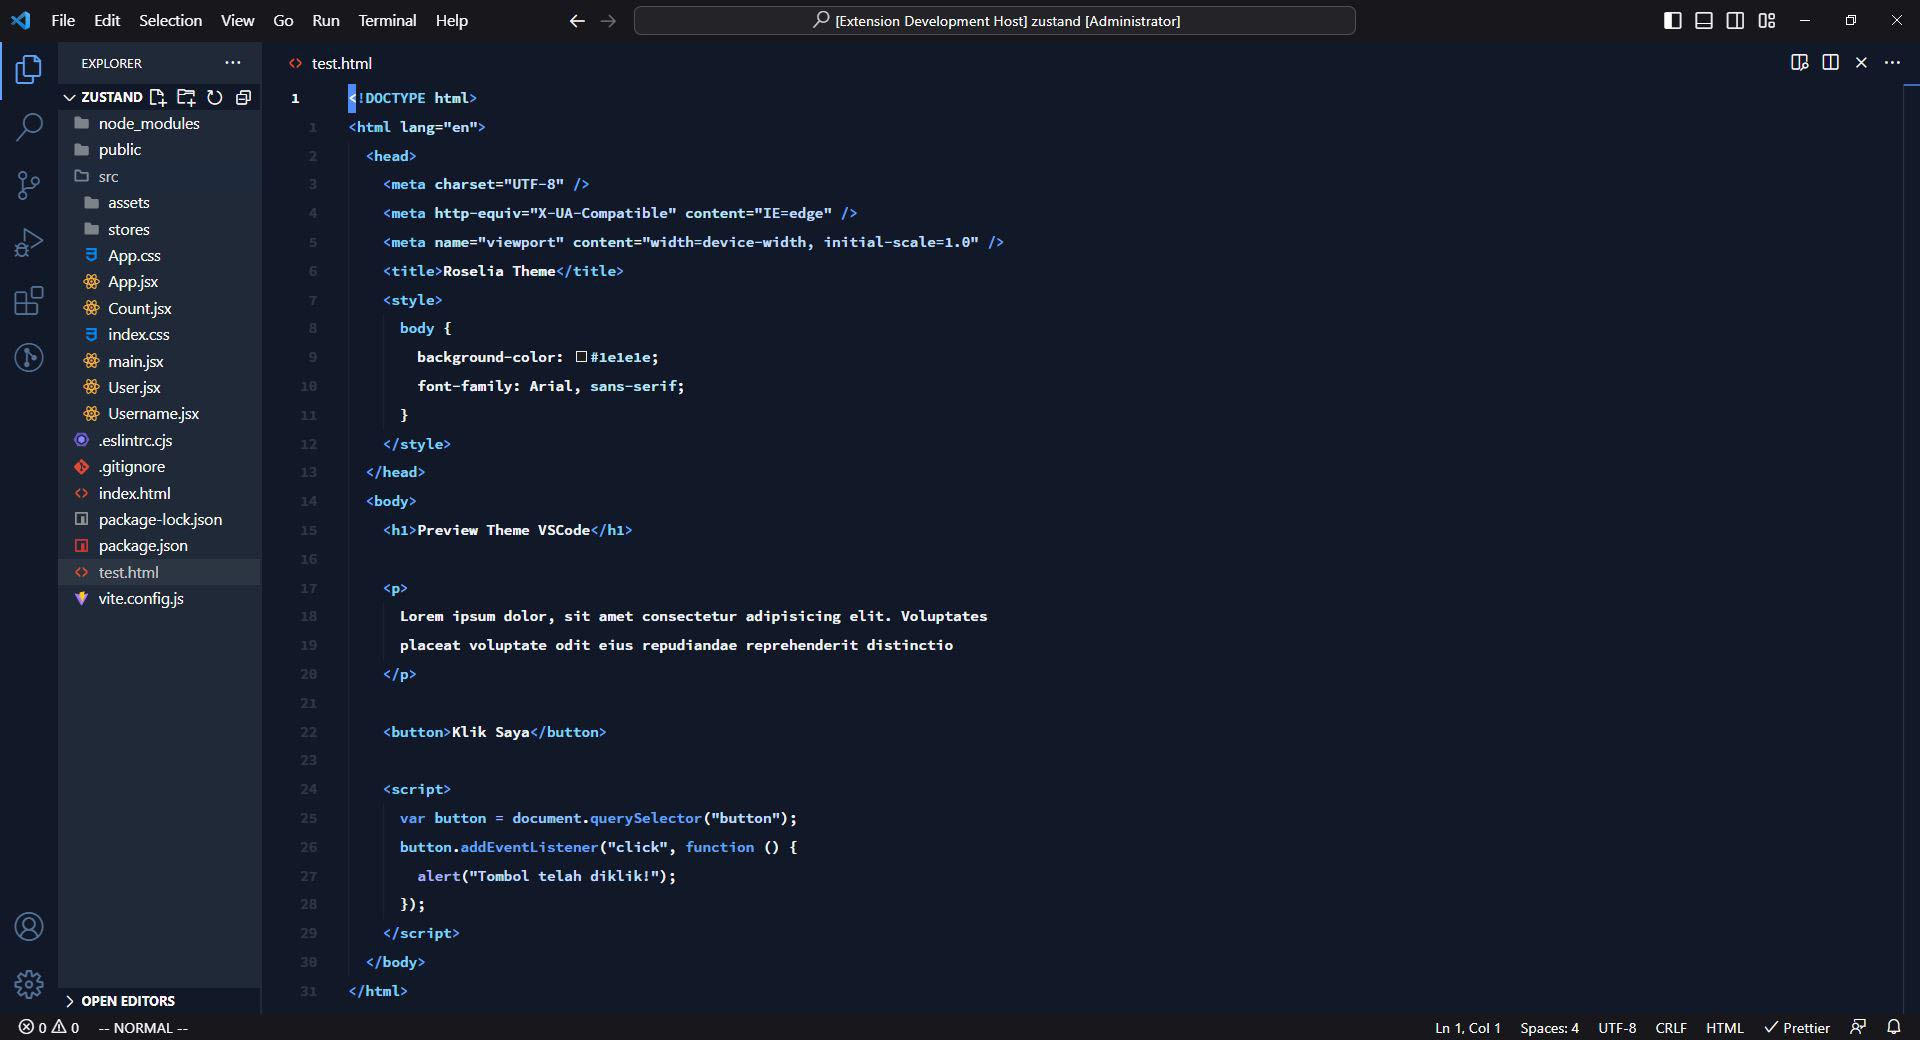 File Edit Selection View Go Run Terminal Help
[Extension Development Host] zustand [Administrator]
EXPLORER
ZUSTAND
node_modules
public
src
assets
stores
App.css
App.jsx
Count.jsx
index.css
main.jsx
User.jsx
Username.jsx
.eslintrc.cjs
.gitignore
index.html
package-lock.json
package.json
test.html
vite.config.js
OPEN EDITORS
test.html
1 <!DOCTYPE html>
1 <html lang="en">
2 <head>
3 <meta charset="UTF-8" />
4 <meta http-equiv="X-UA-Compatible" content="IE=edge" />
5 <meta name="viewport" content="width=device-width, initial-scale=1.0" />
6 <title>Roselia Theme</title>
7 <style>
8 body {
9 background-color: #1e1e1e;
10 font-family: Arial, sans-serif;
11 }
12 </style>
13 </head>
14 <body>
15 <h1>Preview Theme VSCode</h1>
16
17 <p>
18 Lorem ipsum dolor, sit amet consectetur adipisicing elit. Voluptates
19 placeat voluptate odit eius repudiandae reprehenderit distinctio
20 </p>
21
22 <button>Klik Saya</button>
23
24 <script>
25 var button = document.querySelector("button");
26 button.addEventListener("click", function () {
27 alert("Tombol telah diklik!");
28 });
29 </script>
30 </body>
31 </html>
0 0 -- NORMAL --
Ln 1, Col 1 Spaces: 4 UTF-8 CRLF HTML Prettier